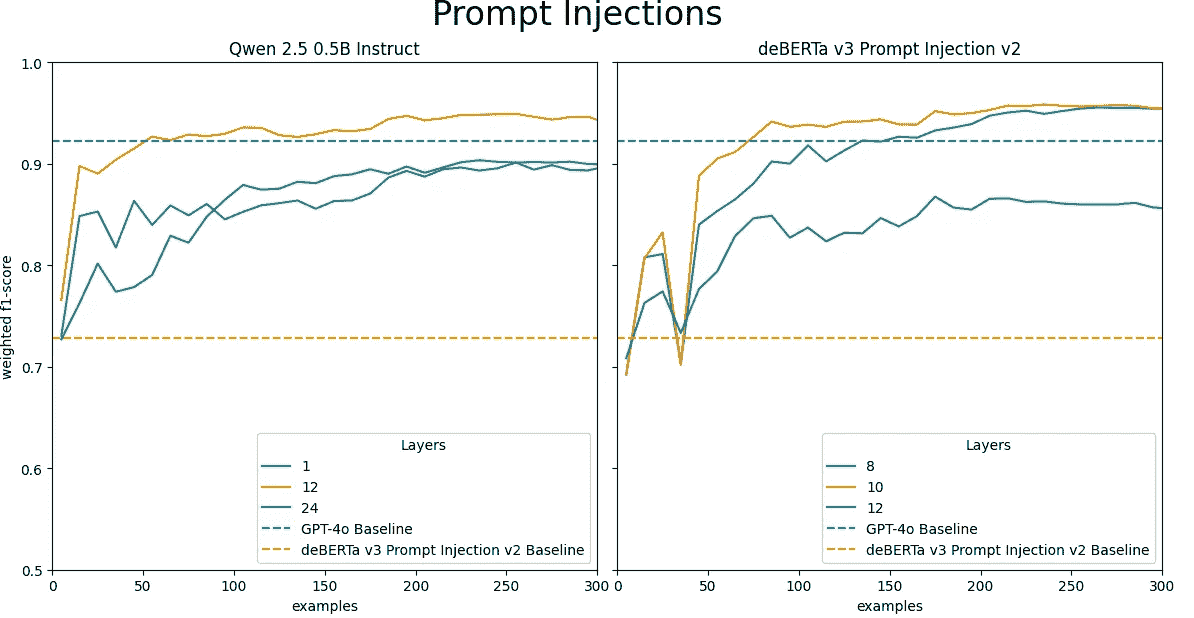 Prompt Injections
Qwen 2.5 0.5B Instruct
1.0
0.9
0.8
0.7
0.6
0.5
weighted f1-score
0
50
100
150
200
250
300
examples
Layers
1
12
24
GPT-4o Baseline
deBERTa v3 Prompt Injection v2 Baseline
deBERTa v3 Prompt Injection v2
0
50
100
150
200
250
300
examples
Layers
8
10
12
GPT-4o Baseline
deBERTa v3 Prompt Injection v2 Baseline